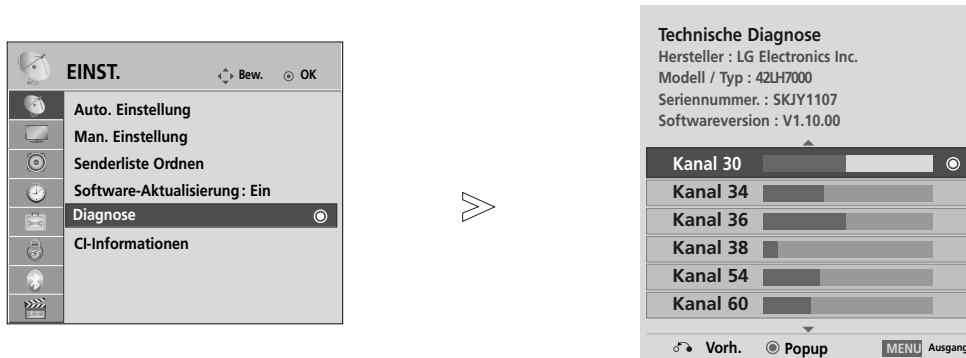 EINST.
Bew.
OK
Auto. Einstellung
Man. Einstellung
Senderliste Ordnen
Software-Aktualisierung : Ein
Diagnose
CI-Informationen
Technische Diagnose
Hersteller : LG Electronics Inc.
Modell / Typ : 42LH7000
Seriennummer. : SKJY1107
Softwareversion : V1.10.00
Kanal 30
Kanal 34
Kanal 36
Kanal 38
Kanal 54
Kanal 60
Vorh.
Popup
MENU Ausgang